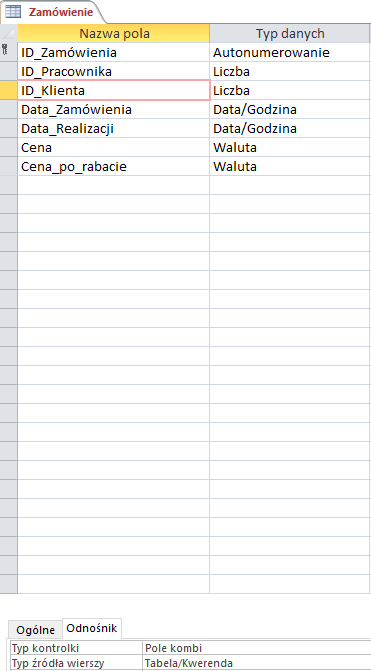 Zamówienie
Nazwa pola Typ danych
ID_Zamówienia Autonumerowanie
ID_Pracownika Liczba
ID_Klienta Liczba
Data_Zamówienia Data/Godzina
Data_Realizacji Data/Godzina
Cena Waluta
Cena_po_rabacie Waluta
Ogólne Odnośnik
Typ kontrolki Pole kombi
Typ źródła wierszy Tabela/Kwerenda